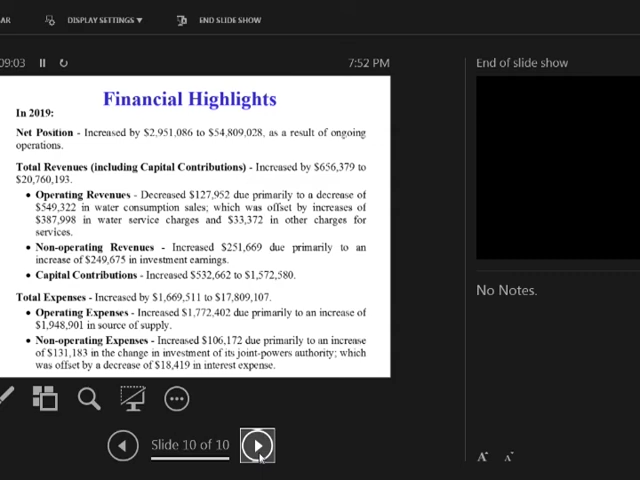 AR
DISPLAY SETTINGS
END SLIDE SHOW
09:03
7:52 PM
End of slide show
Financial Highlights
In 2019:
Net Position - Increased by $2,951,086 to $54,809,028, as a result of ongoing
operations.
Total Revenues (including Capital Contributions) - Increased by $656,379 to
$20,760,193.
• Operating Revenues - Decreased $127,952 due primarily to a decrease of
$549,322 in water consumption sales; which was offset by increases of
$387,998 in water service charges and $33,372 in other charges for
services.
• Non-operating Revenues - Increased $251,669 due primarily to an
increase of $249,675 in investment earnings.
• Capital Contributions - Increased $532,662 to $1,572,580.
Total Expenses - Increased by $1,669,511 to $17,809,107.
• Operating Expenses - Increased $1,772,402 due primarily to an increase of
$1,948,901 in source of supply.
• Non-operating Expenses - Increased $106,172 due primarily to an increase
of $131,183 in the change in investment of its joint-powers authority; which
was offset by a decrease of $18,419 in interest expense.
No Notes.
Slide 10 of 10
A A